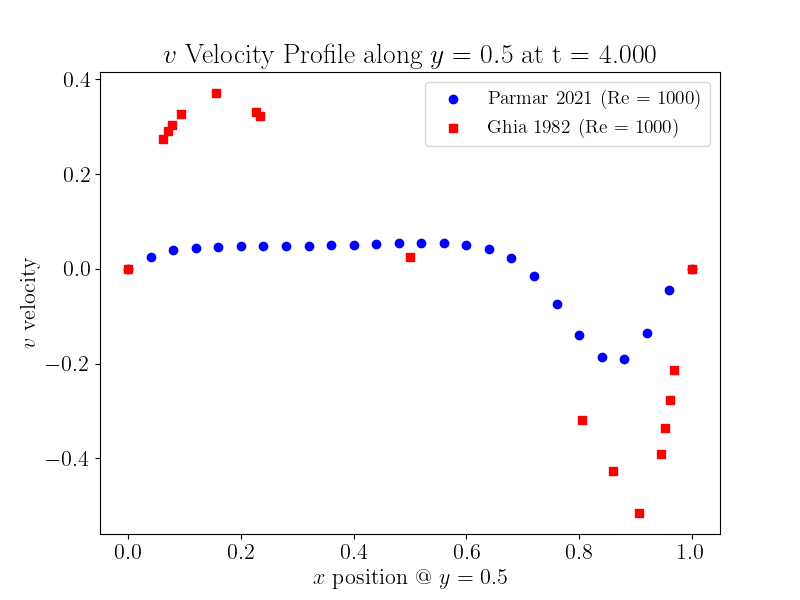 v Velocity Profile along y = 0.5 at t = 4.000
Parmar 2021 (Re = 1000)
Ghia 1982 (Re = 1000)
0.4
0.2
0.0
−0.2
−0.4
v velocity
0.0 0.2 0.4 0.6 0.8 1.0
x position @ y = 0.5